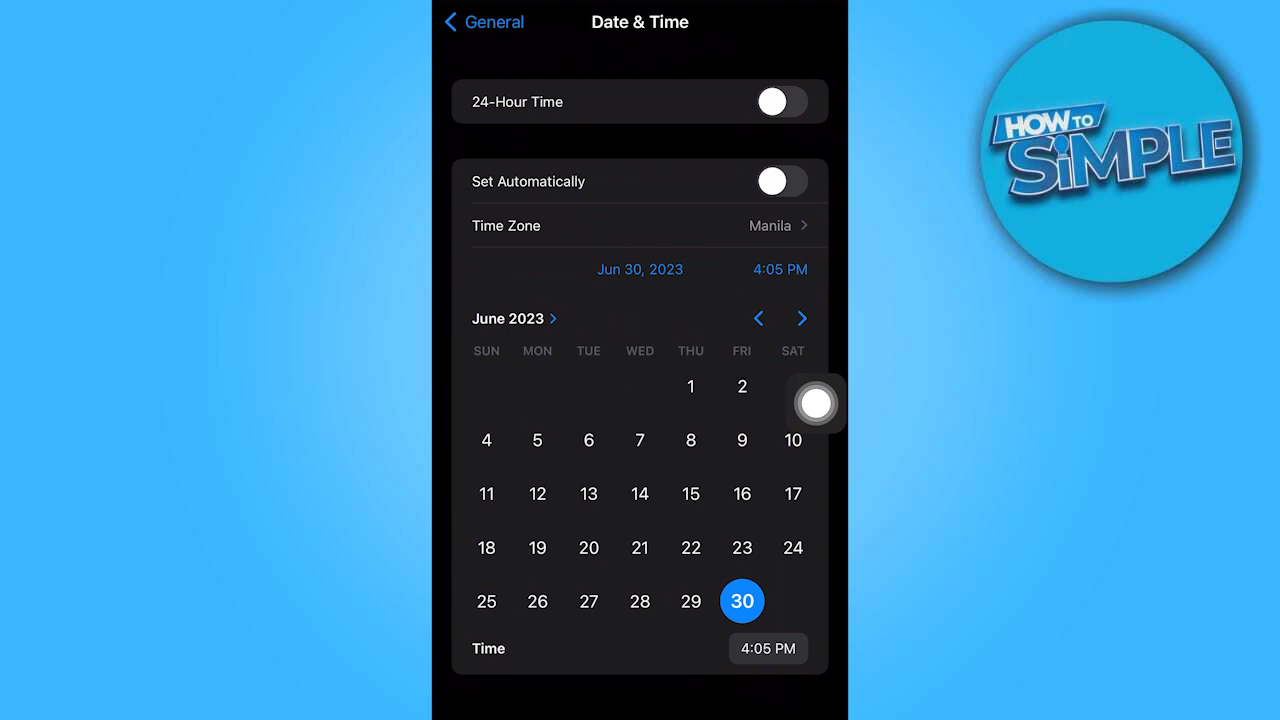 General
Date & Time
24-Hour Time
Set Automatically
Time Zone
Manila
Jun 30, 2023
4:05 PM
June 2023
SUN MON TUE WED THU FRI SAT
1 2
4 5 6 7 8 9 10
11 12 13 14 15 16 17
18 19 20 21 22 23 24
25 26 27 28 29 30
Time
4:05 PM
HOW TO
SiMPLE